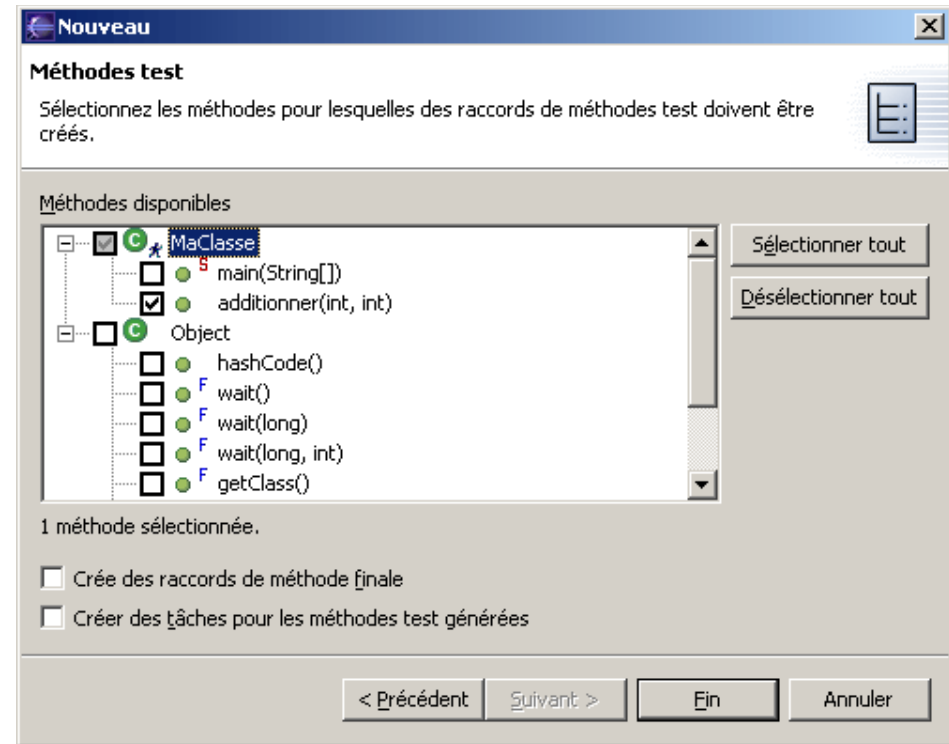 Nouveau
Méthodes test
Sélectionnez les méthodes pour lesquelles des raccords de méthodes test doivent être
créés.
Méthodes disponibles
C MaClasse
S main(String[])
additionner(int, int)
C Object
hashCode()
F wait()
F wait(long)
F wait(long, int)
F getClass()
Sélectionner tout
Désélectionner tout
1 méthode sélectionnée.
Crée des raccords de méthode finale
Créer des tâches pour les méthodes test générées
< Précédent
Suivant >
Fin
Annuler